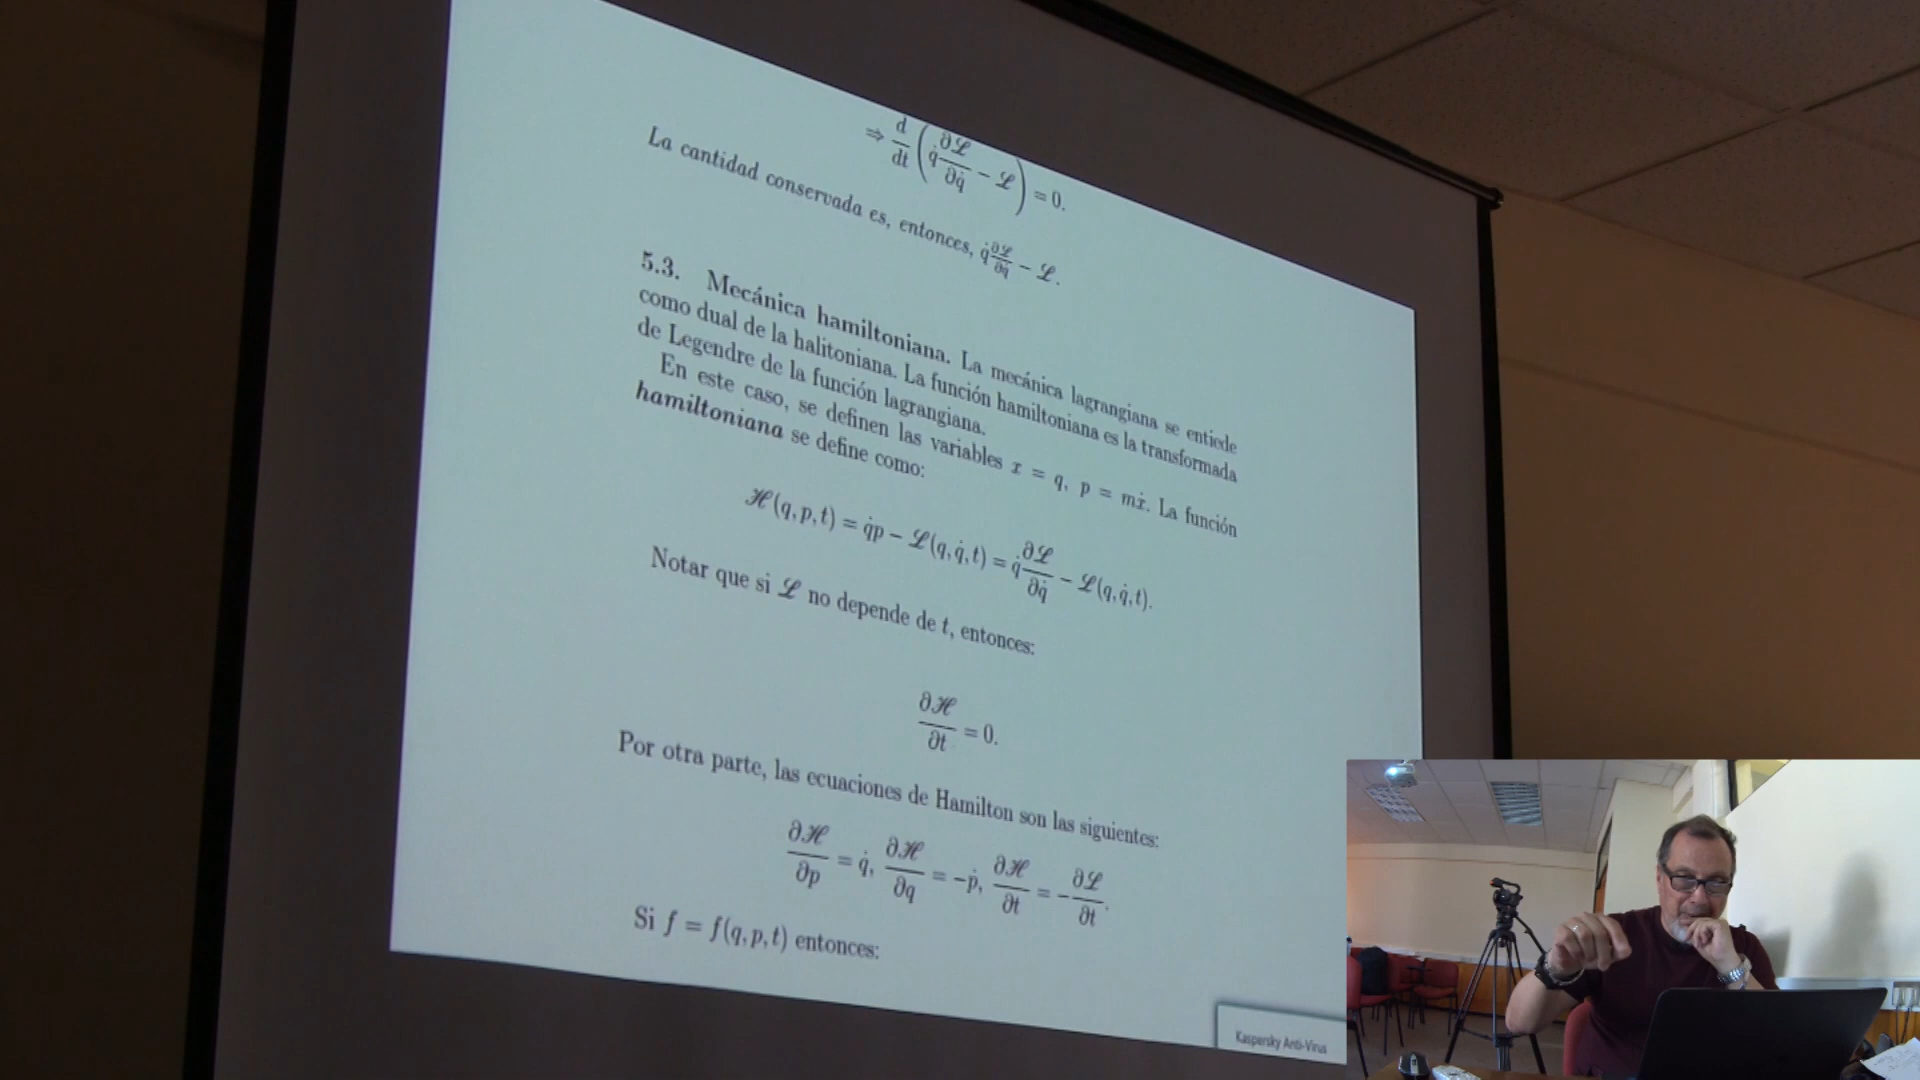 ⇒ d/dt ( q̇ ∂ℒ/∂q̇ − ℒ ) = 0.
La cantidad conservada es, entonces, q̇ ∂ℒ/∂q̇ − ℒ.
5.3. Mecánica hamiltoniana. La mecánica lagrangiana se entiede
como dual de la halitoniana. La función hamiltoniana es la transformada
de Legendre de la función lagrangiana.
En este caso, se definen las variables x = q, p = mẋ. La función
hamiltoniana se define como:
ℋ(q, p, t) = q̇p − ℒ(q, q̇, t) = q̇ ∂ℒ/∂q̇ − ℒ(q, q̇, t).
Notar que si ℒ no depende de t, entonces:
∂ℋ/∂t = 0.
Por otra parte, las ecuaciones de Hamilton son las siguientes:
∂ℋ/∂p = q̇, ∂ℋ/∂q = −ṗ, ∂ℋ/∂t = −∂ℒ/∂t.
Si f = f(q, p, t) entonces:
Kaspersky Anti-Virus